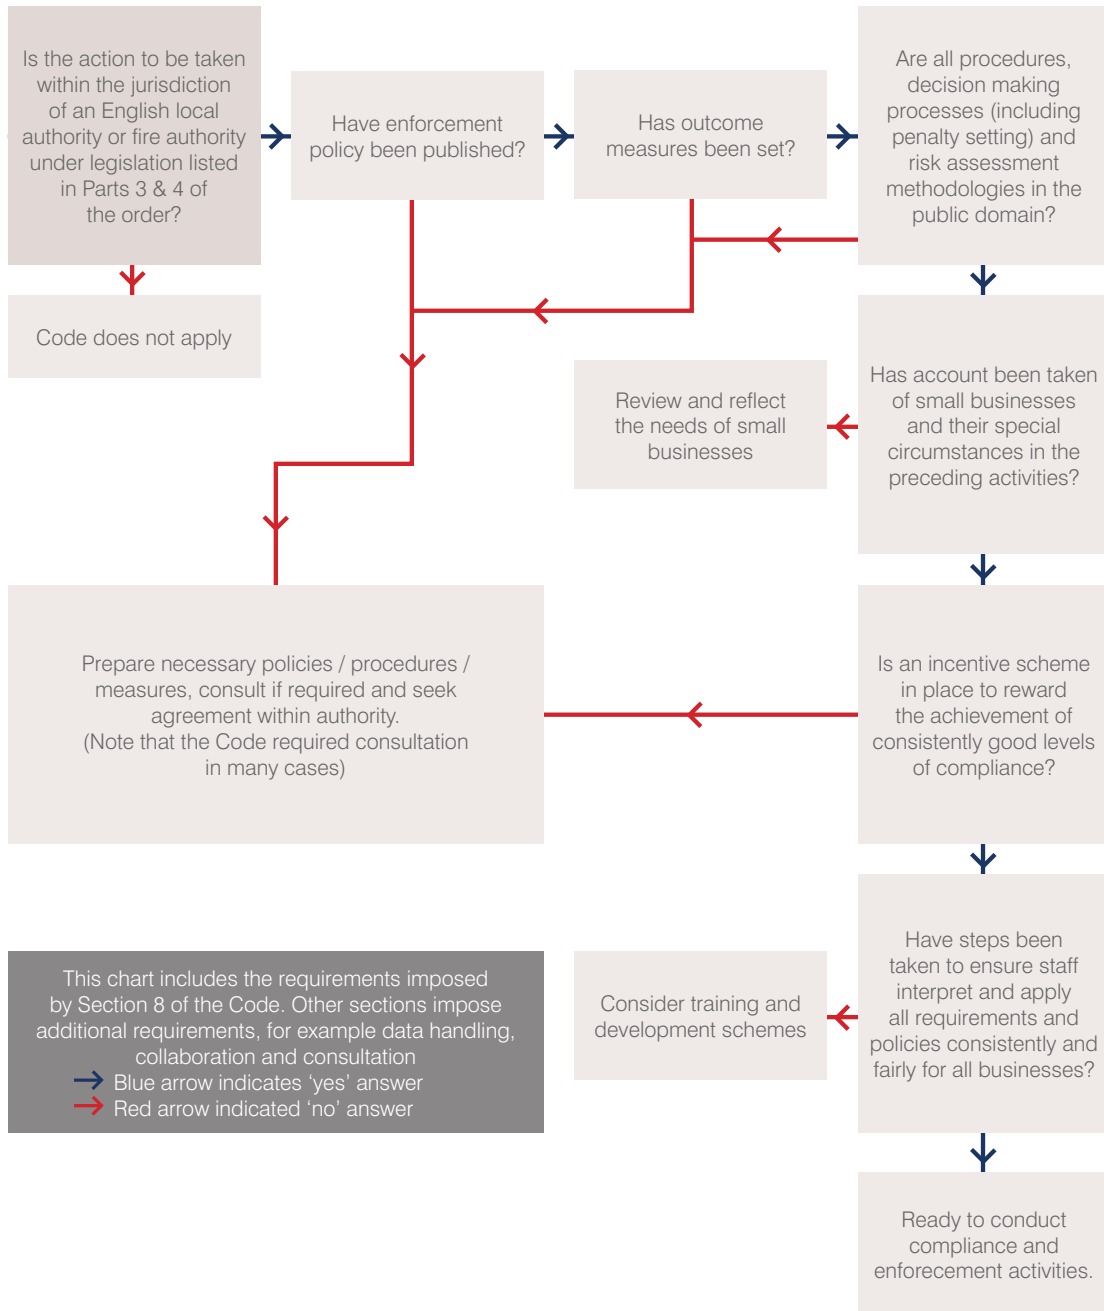 Is the action to be taken
within the jurisdiction
of an English local
authority or fire authority
under legislation listed
in Parts 3 & 4 of
the order?
Have enforcement
policy been published?
Has outcome
measures been set?
Are all procedures,
decision making
processes (including
penalty setting) and
risk assessment
methodologies in the
public domain?
Code does not apply
Review and reflect
the needs of small
businesses
Has account been taken
of small businesses
and their special
circumstances in the
preceding activities?
Prepare necessary policies / procedures /
measures, consult if required and seek
agreement within authority.
(Note that the Code required consultation
in many cases)
Is an incentive scheme
in place to reward
the achievement of
consistently good levels
of compliance?
This chart includes the requirements imposed
by Section 8 of the Code. Other sections impose
additional requirements, for example data handling,
collaboration and consultation
Blue arrow indicates ‘yes’ answer
Red arrow indicated ‘no’ answer
Consider training and
development schemes
Have steps been
taken to ensure staff
interpret and apply
all requirements and
policies consistently and
fairly for all businesses?
Ready to conduct
compliance and
enforecement activities.